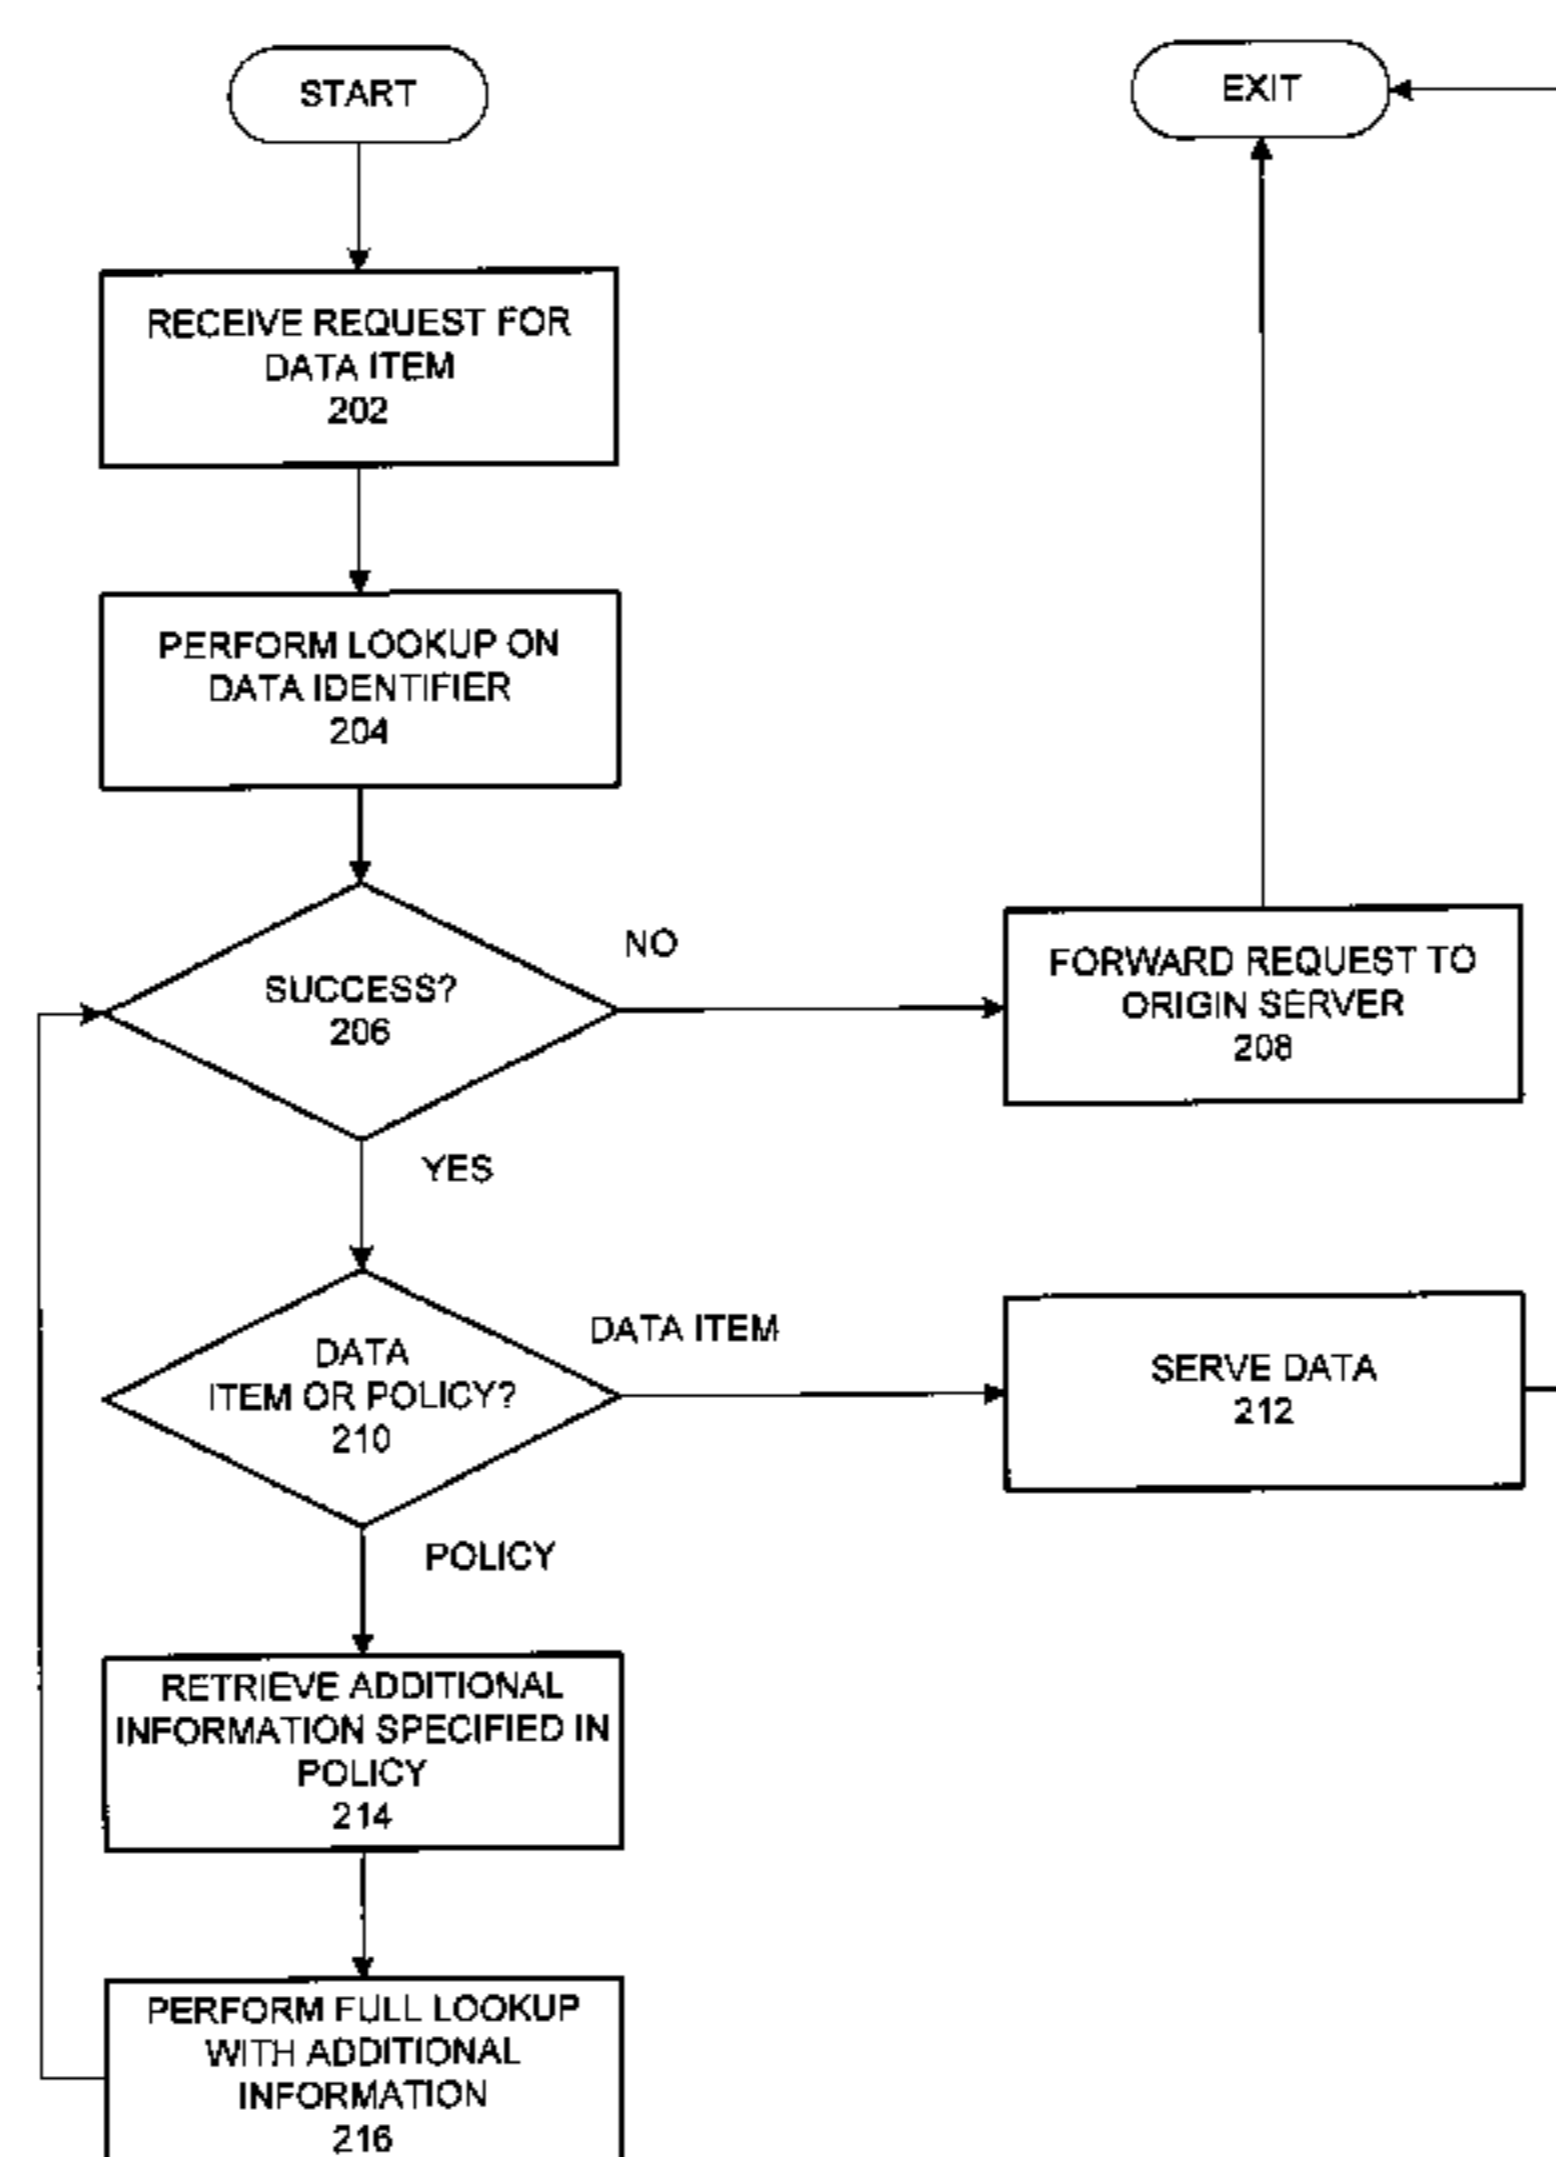 START
EXIT
RECEIVE REQUEST FOR
DATA ITEM
202
PERFORM LOOKUP ON
DATA IDENTIFIER
204
SUCCESS?
206
NO
FORWARD REQUEST TO
ORIGIN SERVER
208
YES
DATA
ITEM OR POLICY?
210
DATA ITEM
SERVE DATA
212
POLICY
RETRIEVE ADDITIONAL
INFORMATION SPECIFIED IN
POLICY
214
PERFORM FULL LOOKUP
WITH ADDITIONAL
INFORMATION
216